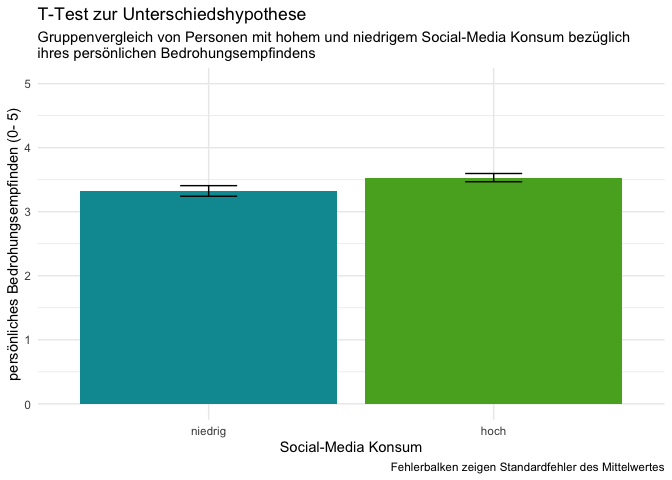 T-Test zur Unterschiedshypothese
Gruppenvergleich von Personen mit hohem und niedrigem Social-Media Konsum bezüglich
ihres persönlichen Bedrohungsempfindens
persönliches Bedrohungsempfinden (0- 5)
5
4
3
2
1
0
niedrig
hoch
Social-Media Konsum
Fehlerbalken zeigen Standardfehler des Mittelwertes